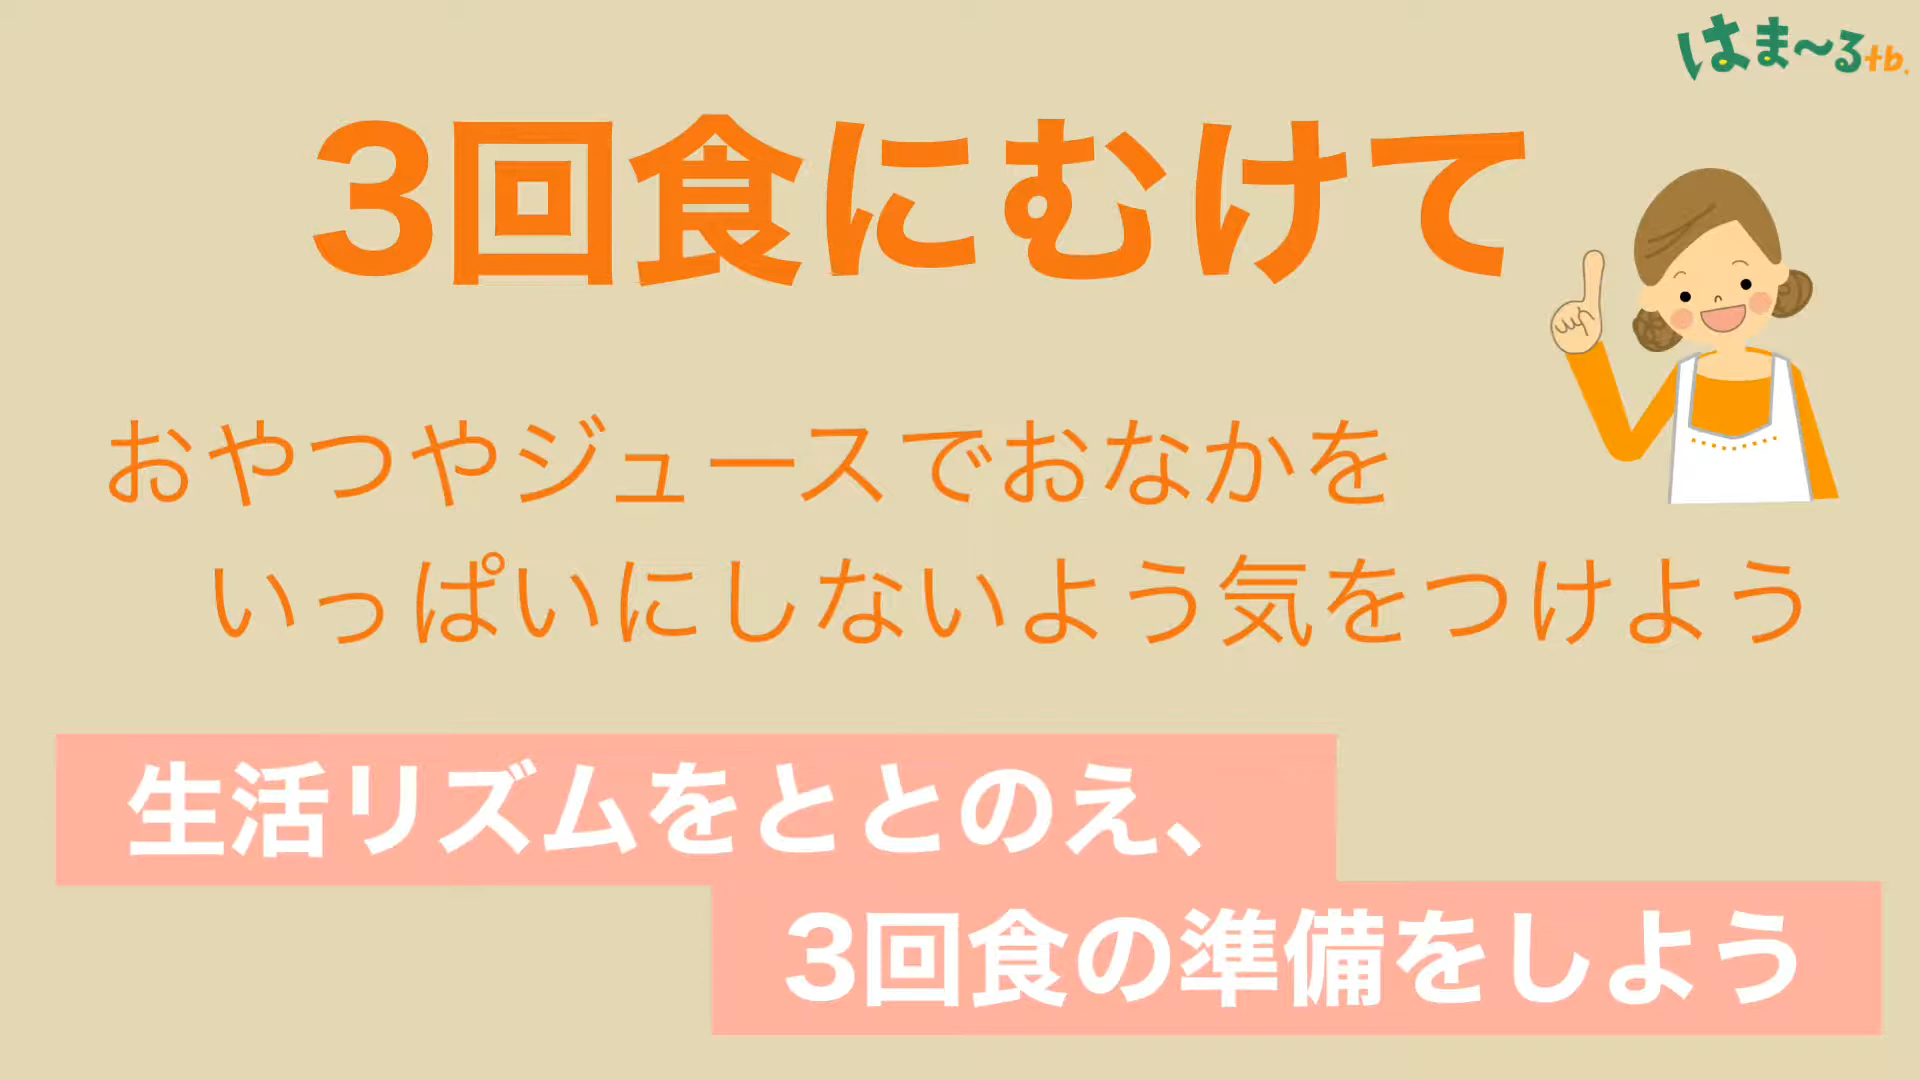 はま〜るtb.
3回食にむけて
おやつやジュースでおなかを
いっぱいにしないよう気をつけよう
生活リズムをととのえ、
3回食の準備をしよう